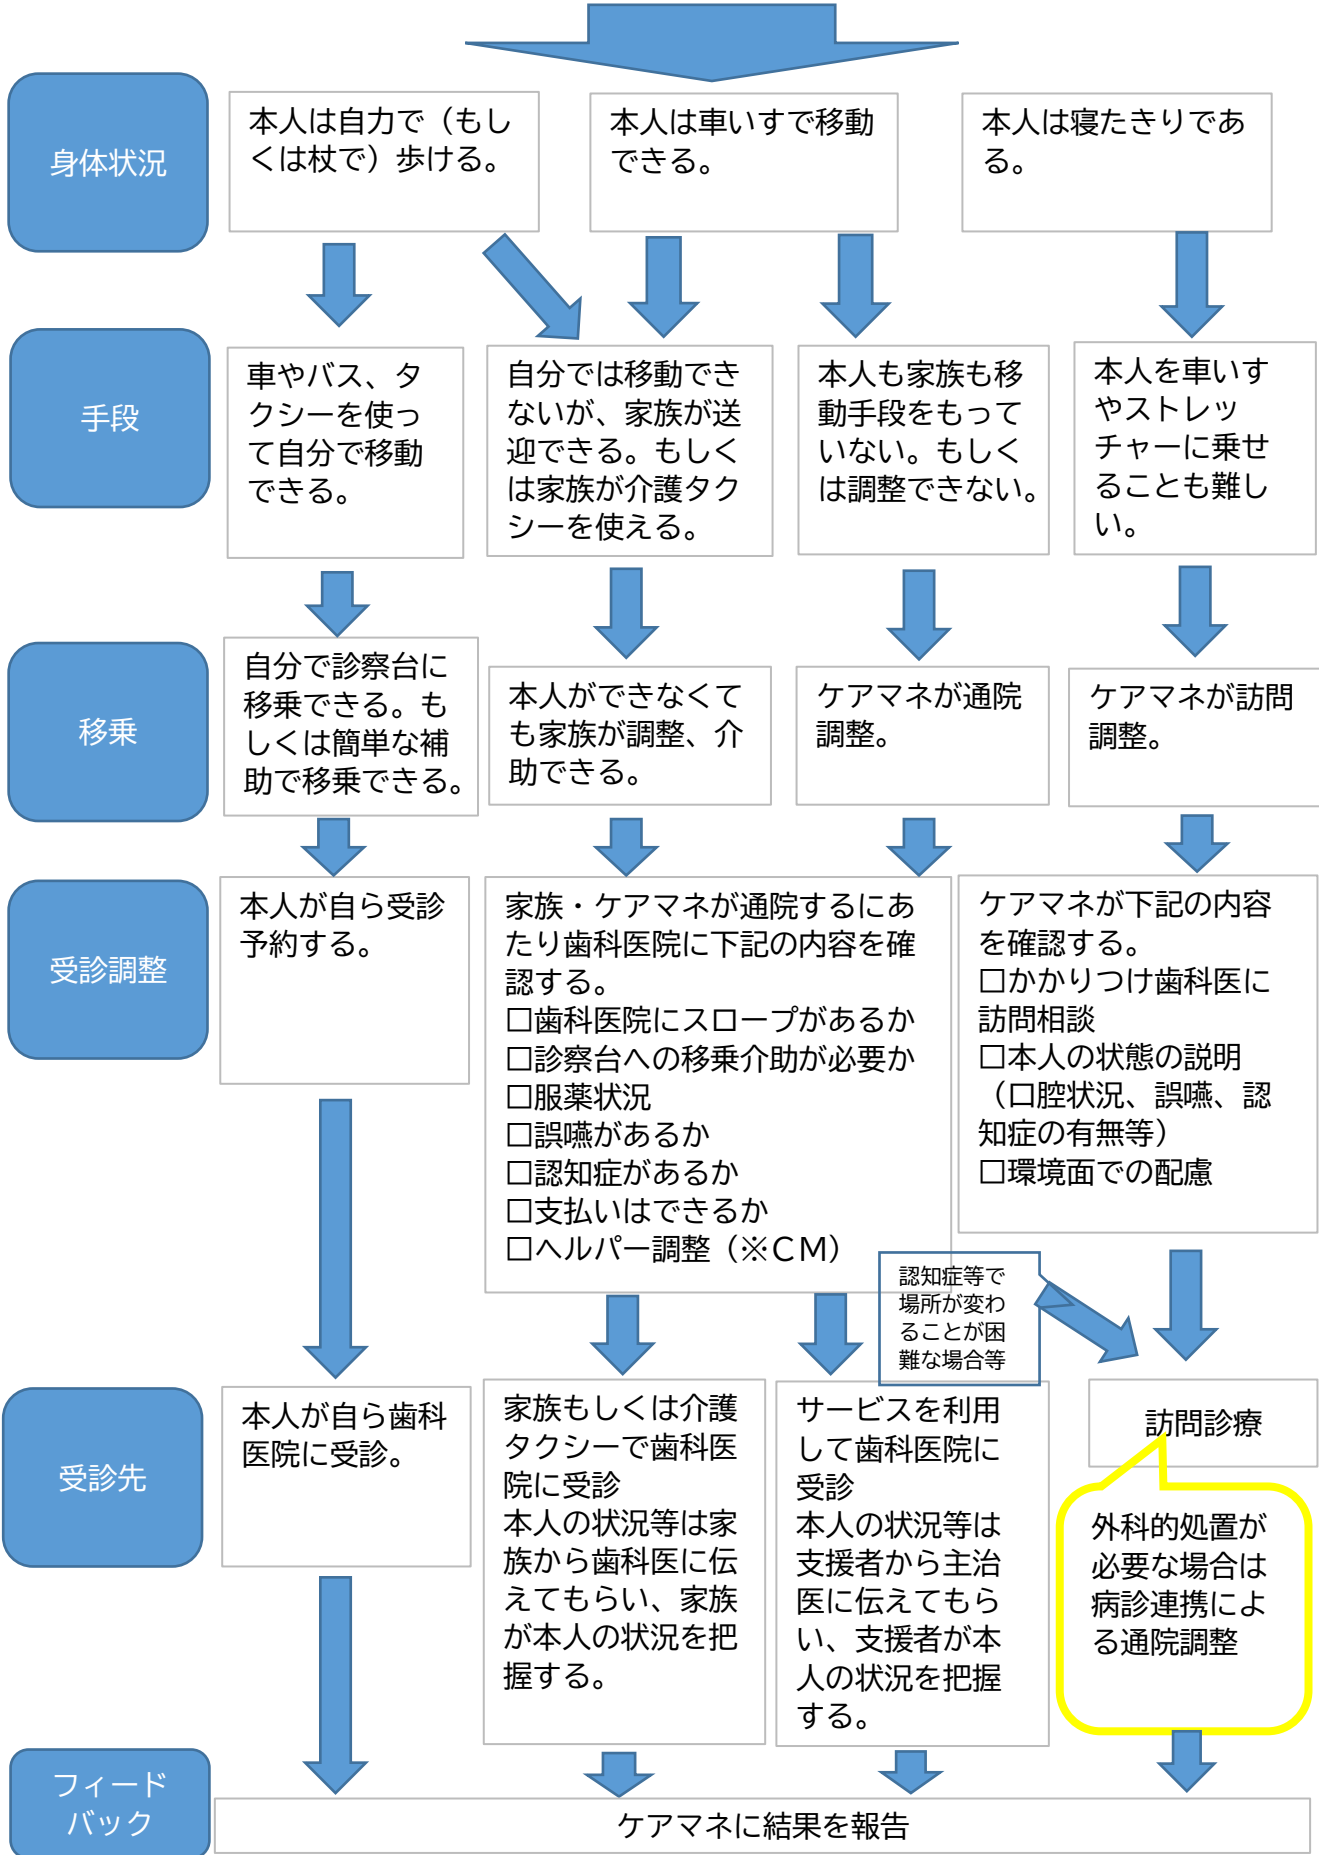 身体状況
本人は自力で（もし
くは杖で）歩ける。
本人は車いすで移動
できる。
本人は寝たきりであ
る。
手段
車やバス、タ
クシーを使っ
て自分で移動
できる。
自分では移動でき
ないが、家族が送
迎できる。もしく
は家族が介護タク
シーを使える。
本人も家族も移
動手段をもって
いない。もしく
は調整できない。
本人を車いす
やストレッ
チャーに乗せ
ることも難し
い。
移乗
自分で診察台に
移乗できる。も
しくは簡単な補
助で移乗できる。
本人ができなくて
も家族が調整、介
助できる。
ケアマネが通院
調整。
ケアマネが訪問
調整。
受診調整
本人が自ら受診
予約する。
家族・ケアマネが通院するにあ
たり歯科医院に下記の内容を確
認する。
□歯科医院にスロープがあるか
□診察台への移乗介助が必要か
□服薬状況
□誤嚥があるか
□認知症があるか
□支払いはできるか
□ヘルパー調整（※ＣＭ）
ケアマネが下記の内容
を確認する。
□かかりつけ歯科医に
訪問相談
□本人の状態の説明
（口腔状況、誤嚥、認
知症の有無等）
□環境面での配慮
認知症等で
場所が変わ
ることが困
難な場合等
受診先
本人が自ら歯科
医院に受診。
家族もしくは介護
タクシーで歯科医
院に受診
本人の状況等は家
族から歯科医に伝
えてもらい、家族
が本人の状況を把
握する。
サービスを利用
して歯科医院に
受診
本人の状況等は
支援者から主治
医に伝えてもら
い、支援者が本
人の状況を把握
する。
訪問診療
外科的処置が
必要な場合は
病診連携によ
る通院調整
フィード
バック
ケアマネに結果を報告